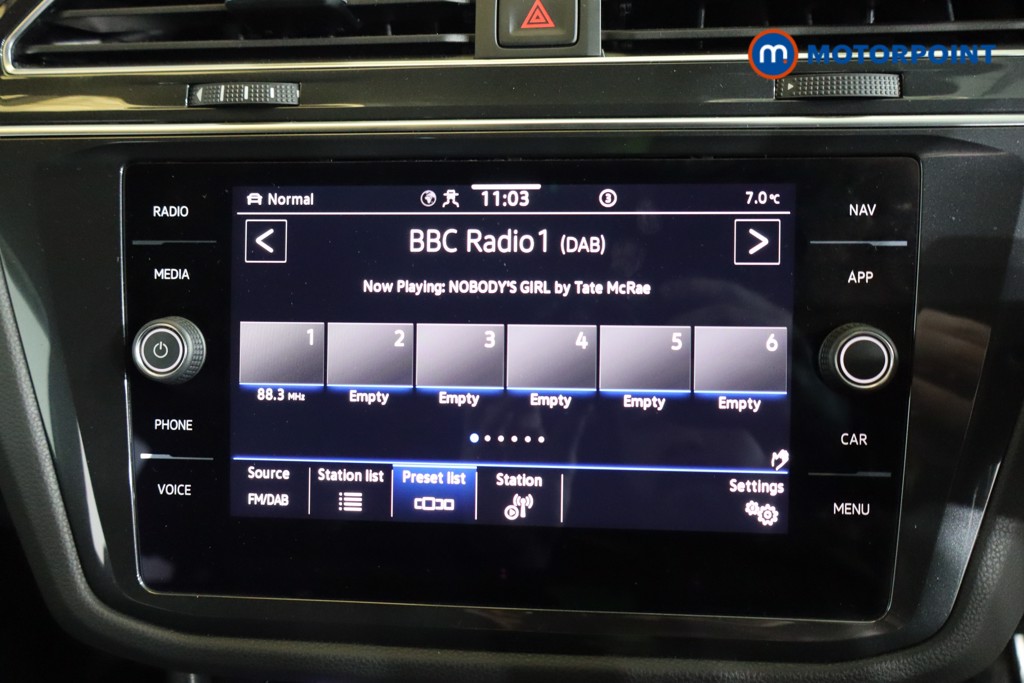 m MOTORPOINT
RADIO
MEDIA
PHONE
VOICE
Normal 11:03 3 7.0°C
< BBC Radio1 (DAB) >
Now Playing: NOBODY'S GIRL by Tate McRae
1 2 3 4 5 6
88.3 MHz Empty Empty Empty Empty Empty
Source Station list Preset list Station Settings
FM/DAB
NAV
APP
CAR
MENU